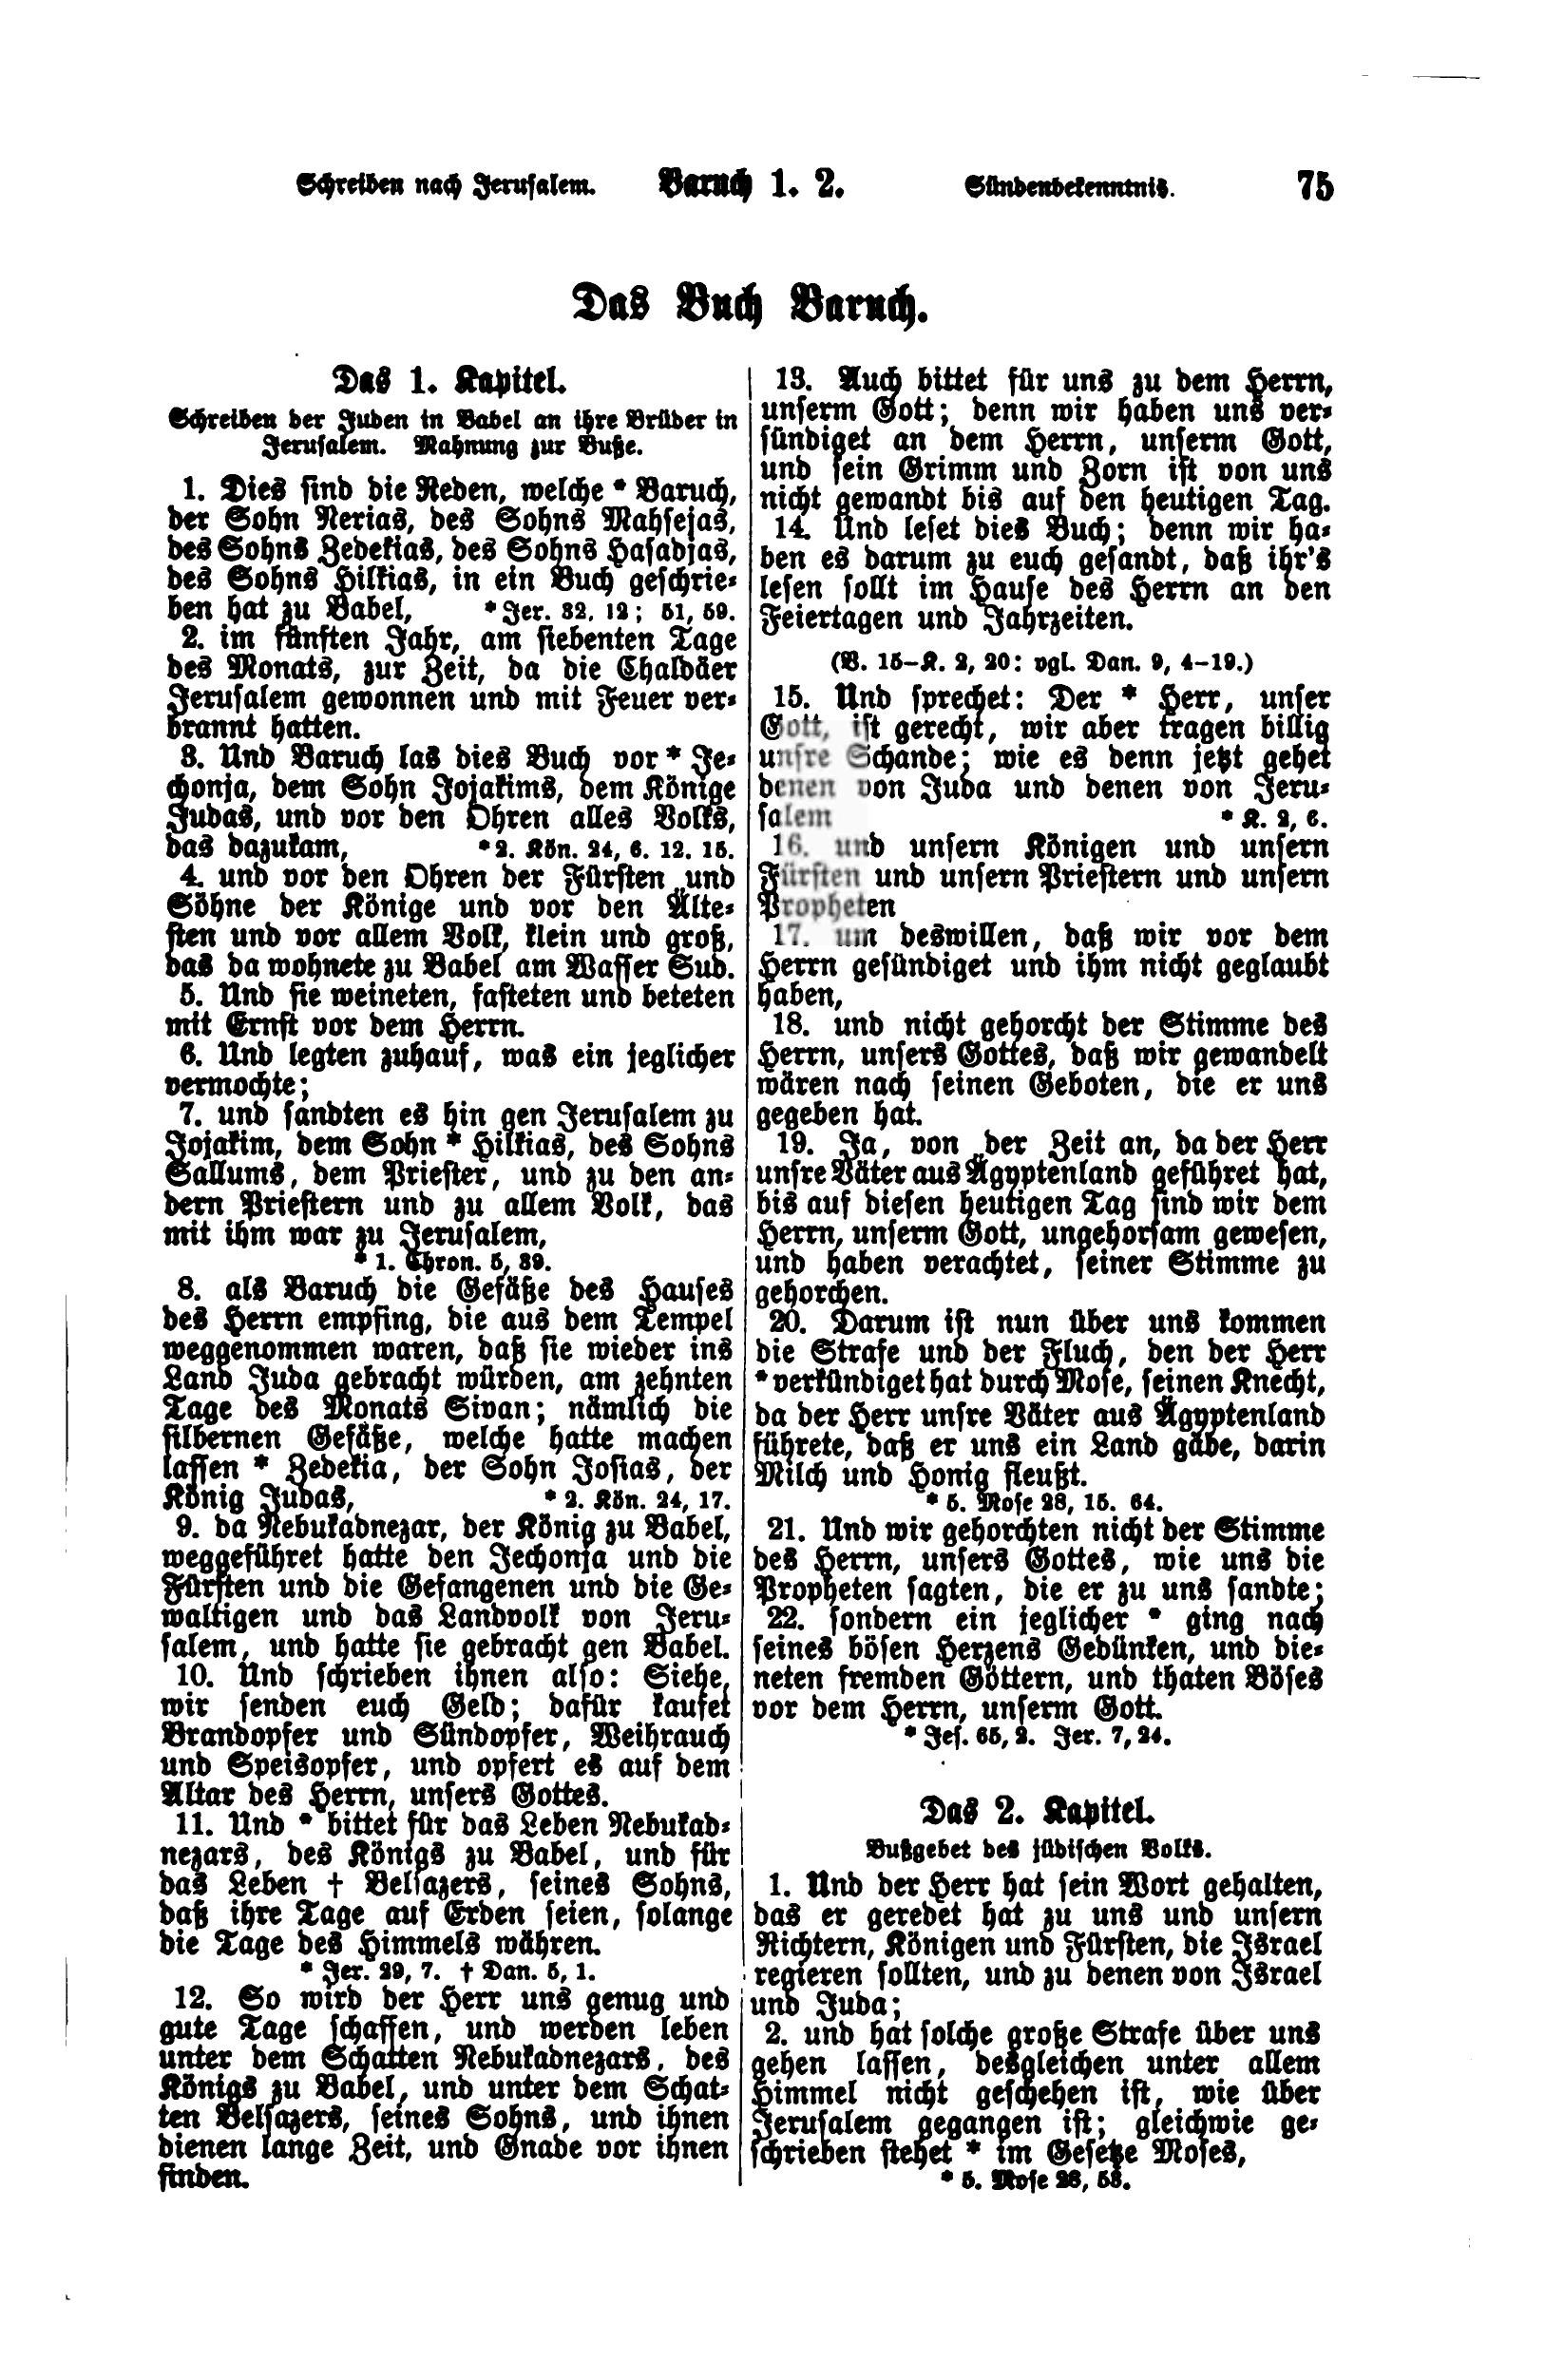 Schreiben nach Jerusalem. Baruch 1. 2. Sündenbekenntnis. 75
Das Buch Baruch.
Das 1. Kapitel.
Schreiben der Juden in Babel an ihre Brüder in
Jerusalem. Mahnung zur Buße.
1. Dies sind die Reden, welche * Baruch,
der Sohn Nerias, des Sohns Mahsejas,
des Sohns Zedekias, des Sohns Hasadjas,
des Sohns Hilkias, in ein Buch geschrie-
ben hat zu Babel, * Jer. 32, 12; 51, 59.
2. im fünften Jahr, am siebenten Tage
des Monats, zur Zeit, da die Chaldäer
Jerusalem gewonnen und mit Feuer ver-
brannt hatten.
3. Und Baruch las dies Buch vor * Je-
chonja, dem Sohn Jojakims, dem Könige
Judas, und vor den Ohren alles Volks,
das dazukam, * 2. Kön. 24, 6. 12. 15.
4. und vor den Ohren der Fürsten und
Söhne der Könige und vor den Älte-
sten und vor allem Volk, klein und groß,
das da wohnete zu Babel am Wasser Sud.
5. Und sie weineten, fasteten und beteten
mit Ernst vor dem Herrn.
6. Und legten zuhauf, was ein jeglicher
vermochte;
7. und sandten es hin gen Jerusalem zu
Jojakim, dem Sohn * Hilkias, des Sohns
Sallums, dem Priester, und zu den an-
dern Priestern und zu allem Volk, das
mit ihm war zu Jerusalem,
* 1. Chron. 5, 39.
8. als Baruch die Gefäße des Hauses
des Herrn empfing, die aus dem Tempel
weggenommen waren, daß sie wieder ins
Land Juda gebracht würden, am zehnten
Tage des Monats Sivan; nämlich die
silbernen Gefäße, welche hatte machen
lassen * Zedekia, der Sohn Josias, der
König Judas, * 2. Kön. 24, 17.
9. da Nebukadnezar, der König zu Babel,
weggeführet hatte den Jechonja und die
Fürsten und die Gefangenen und die Ge-
waltigen und das Landvolk von Jeru-
salem, und hatte sie gebracht gen Babel.
10. Und schrieben ihnen also: Siehe,
wir senden euch Geld; dafür kaufet
Brandopfer und Sündopfer, Weihrauch
und Speisopfer, und opfert es auf dem
Altar des Herrn, unsers Gottes.
11. Und * bittet für das Leben Nebukad-
nezars, des Königs zu Babel, und für
das Leben † Belsazers, seines Sohns,
daß ihre Tage auf Erden seien, solange
die Tage des Himmels währen.
* Jer. 29, 7. † Dan. 5, 1.
12. So wird der Herr uns genug und
gute Tage schaffen, und werden leben
unter dem Schatten Nebukadnezars, des
Königs zu Babel, und unter dem Schat-
ten Belsazers, seines Sohns, und ihnen
dienen lange Zeit, und Gnade vor ihnen
finden.
13. Auch bittet für uns zu dem Herrn,
unserm Gott; denn wir haben uns ver-
sündiget an dem Herrn, unserm Gott,
und sein Grimm und Zorn ist von uns
nicht gewandt bis auf den heutigen Tag.
14. Und leset dies Buch; denn wir ha-
ben es darum zu euch gesandt, daß ihr's
lesen sollt im Hause des Herrn an den
Feiertagen und Jahrzeiten.
(V. 15–K. 2, 20: vgl. Dan. 9, 4–19.)
15. Und sprechet: Der * Herr, unser
Gott, ist gerecht, wir aber tragen billig
unsre Schande; wie es denn jetzt gehet
denen von Juda und denen von Jeru-
salem * K. 2, 6.
16. und unsern Königen und unsern
Fürsten und unsern Priestern und unsern
Propheten
17. um deswillen, daß wir vor dem
Herrn gesündiget und ihm nicht geglaubt
haben,
18. und nicht gehorcht der Stimme des
Herrn, unsers Gottes, daß wir gewandelt
wären nach seinen Geboten, die er uns
gegeben hat.
19. Ja, von der Zeit an, da der Herr
unsre Väter aus Ägyptenland geführet hat,
bis auf diesen heutigen Tag sind wir dem
Herrn, unserm Gott, ungehorsam gewesen,
und haben verachtet, seiner Stimme zu
gehorchen.
20. Darum ist nun über uns kommen
die Strafe und der Fluch, den der Herr
* verkündiget hat durch Mose, seinen Knecht,
da der Herr unsre Väter aus Ägyptenland
führete, daß er uns ein Land gäbe, darin
Milch und Honig fleußt.
* 5. Mose 28, 15. 64.
21. Und wir gehorchten nicht der Stimme
des Herrn, unsers Gottes, wie uns die
Propheten sagten, die er zu uns sandte;
22. sondern ein jeglicher * ging nach
seines bösen Herzens Gedünken, und die-
neten fremden Göttern, und thaten Böses
vor dem Herrn, unserm Gott.
* Jes. 65, 2. Jer. 7, 24.
Das 2. Kapitel.
Bußgebet des jüdischen Volks.
1. Und der Herr hat sein Wort gehalten,
das er geredet hat zu uns und unsern
Richtern, Königen und Fürsten, die Israel
regieren sollten, und zu denen von Israel
und Juda;
2. und hat solche große Strafe über uns
gehen lassen, desgleichen unter allem
Himmel nicht geschehen ist, wie über
Jerusalem gegangen ist; gleichwie ge-
schrieben stehet * im Gesetze Moses,
* 5. Mose 28, 53.